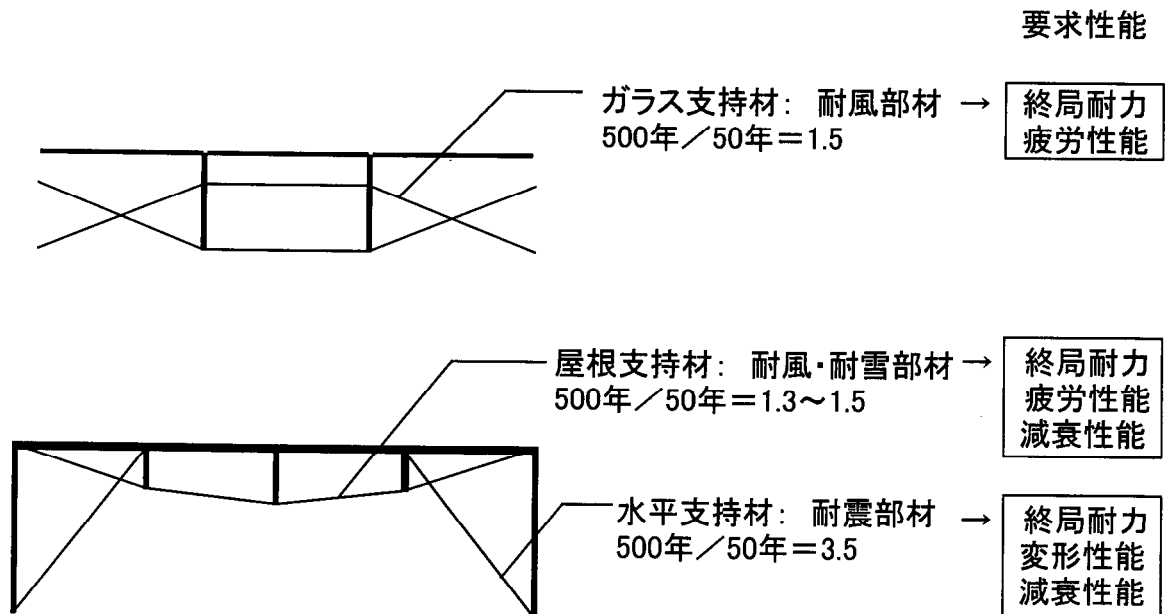 要求性能
ガラス支持材： 耐風部材 →
500年／50年＝1.5
終局耐力
疲労性能
屋根支持材： 耐風・耐雪部材 →
500年／50年＝1.3～1.5
終局耐力
疲労性能
減衰性能
水平支持材： 耐震部材 →
500年／50年＝3.5
終局耐力
変形性能
減衰性能